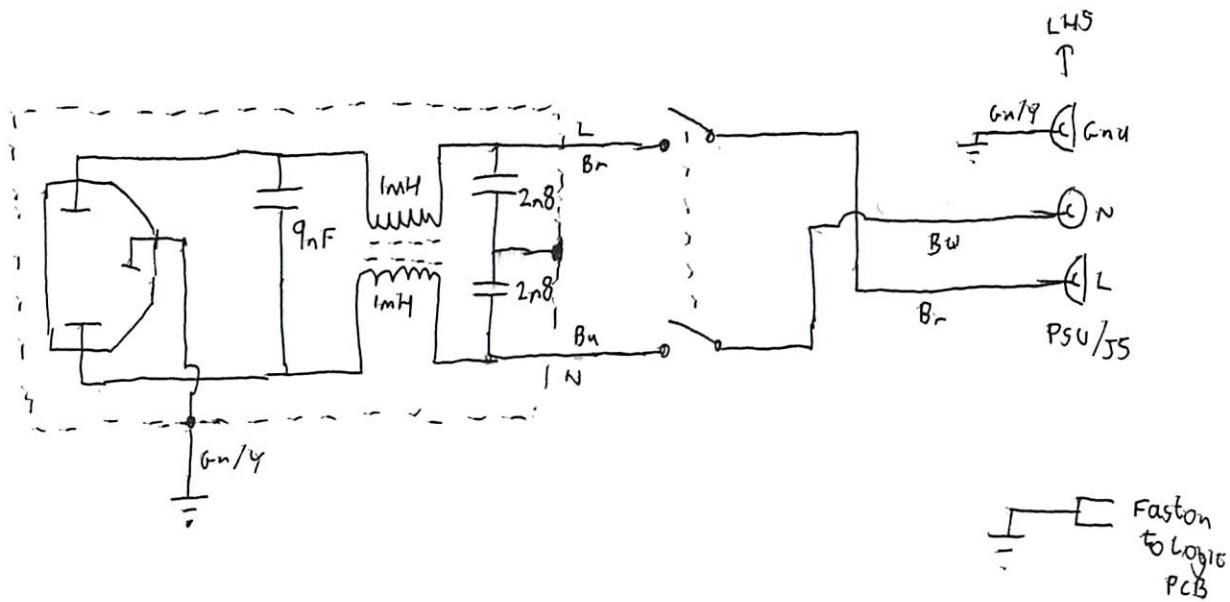 LHS
Gn/Y
Gnd
L
Br
1mH
2n8
9nF
N
Bu
1mH
2n8
L
Br
Bu
N
PSU/J5
Gn/Y
Faston
to Logic
PCB